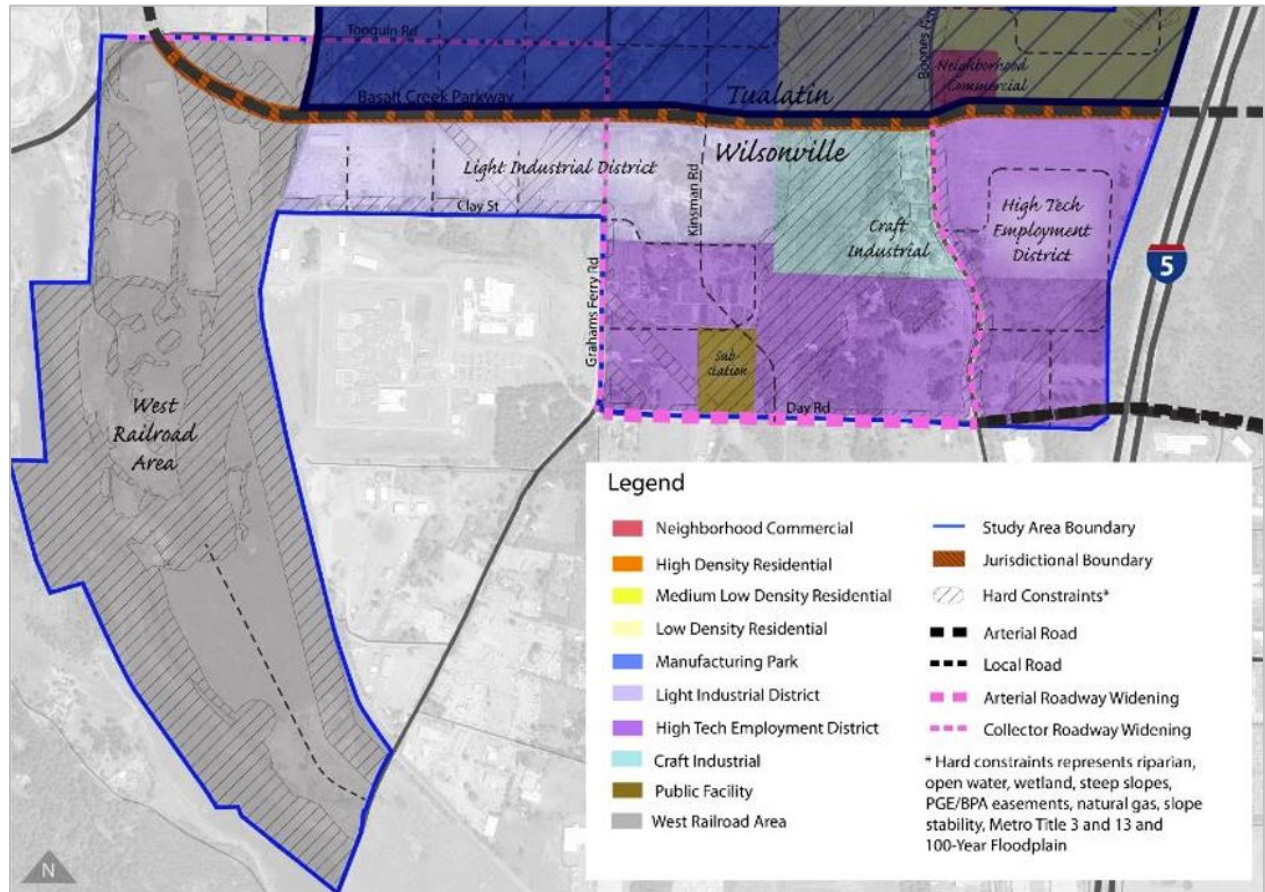 Tonquin Rd
Boones Fe
Neighborhood
Commercial
Basalt Creek Parkway
Tualatin
Wilsonville
Light Industrial District
Kinsman Rd
Clay St
Craft
Industrial
High Tech
Employment
District
5
Grahams Ferry Rd
Sub-
station
Day Rd
West
Railroad
Area
Legend
Neighborhood Commercial
High Density Residential
Medium Low Density Residential
Low Density Residential
Manufacturing Park
Light Industrial District
High Tech Employment District
Craft Industrial
Public Facility
West Railroad Area
Study Area Boundary
Jurisdictional Boundary
Hard Constraints*
Arterial Road
Local Road
Arterial Roadway Widening
Collector Roadway Widening
* Hard constraints represents riparian,
open water, wetland, steep slopes,
PGE/BPA easements, natural gas, slope
stability, Metro Title 3 and 13 and
100-Year Floodplain
N